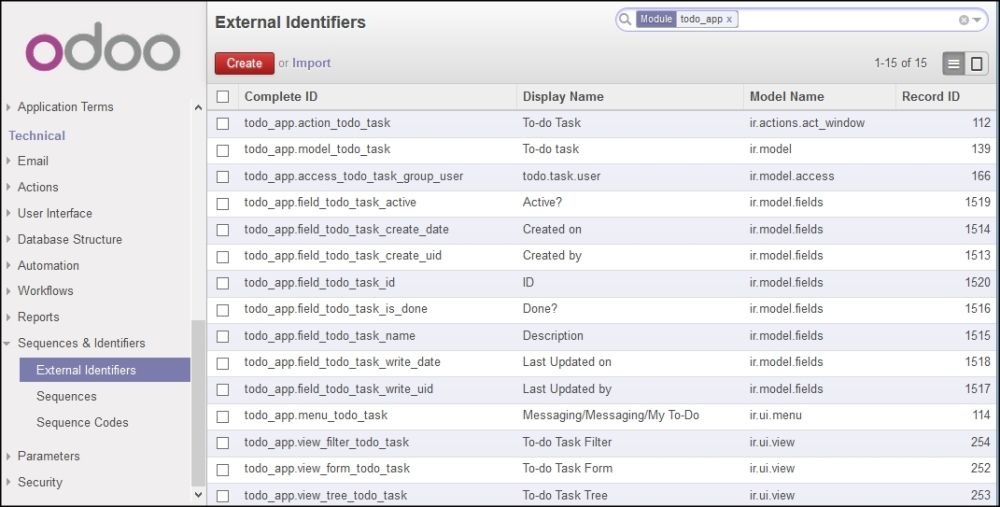 odoo
External Identifiers
Module todo_app x
Create or Import
1-15 of 15
Application Terms
Technical
Email
Actions
User Interface
Database Structure
Automation
Workflows
Reports
Sequences & Identifiers
External Identifiers
Sequences
Sequence Codes
Parameters
Security
Complete ID Display Name Model Name Record ID
todo_app.action_todo_task To-do Task ir.actions.act_window 112
todo_app.model_todo_task To-do task ir.model 139
todo_app.access_todo_task_group_user todo.task.user ir.model.access 166
todo_app.field_todo_task_active Active? ir.model.fields 1519
todo_app.field_todo_task_create_date Created on ir.model.fields 1514
todo_app.field_todo_task_create_uid Created by ir.model.fields 1513
todo_app.field_todo_task_id ID ir.model.fields 1520
todo_app.field_todo_task_is_done Done? ir.model.fields 1516
todo_app.field_todo_task_name Description ir.model.fields 1515
todo_app.field_todo_task_write_date Last Updated on ir.model.fields 1518
todo_app.field_todo_task_write_uid Last Updated by ir.model.fields 1517
todo_app.menu_todo_task Messaging/Messaging/My To-Do ir.ui.menu 114
todo_app.view_filter_todo_task To-do Task Filter ir.ui.view 254
todo_app.view_form_todo_task To-do Task Form ir.ui.view 252
todo_app.view_tree_todo_task To-do Task Tree ir.ui.view 253